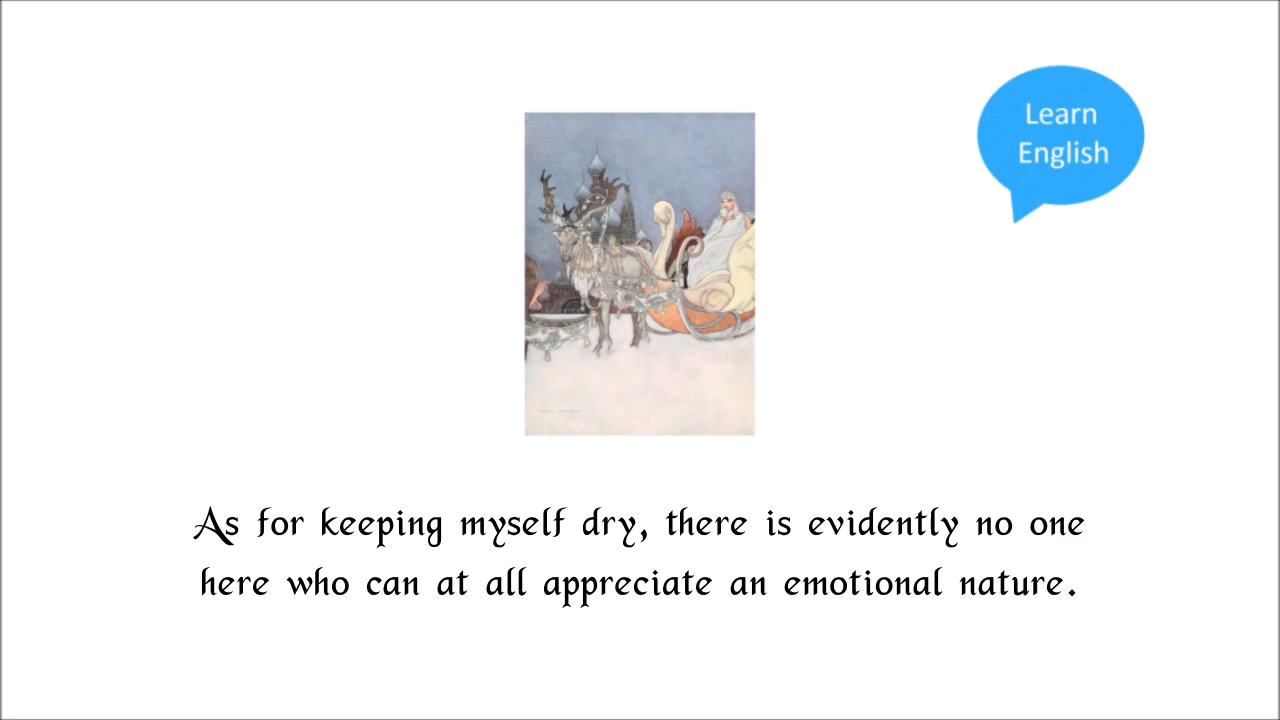 Learn
English
As for keeping myself dry, there is evidently no one
here who can at all appreciate an emotional nature.